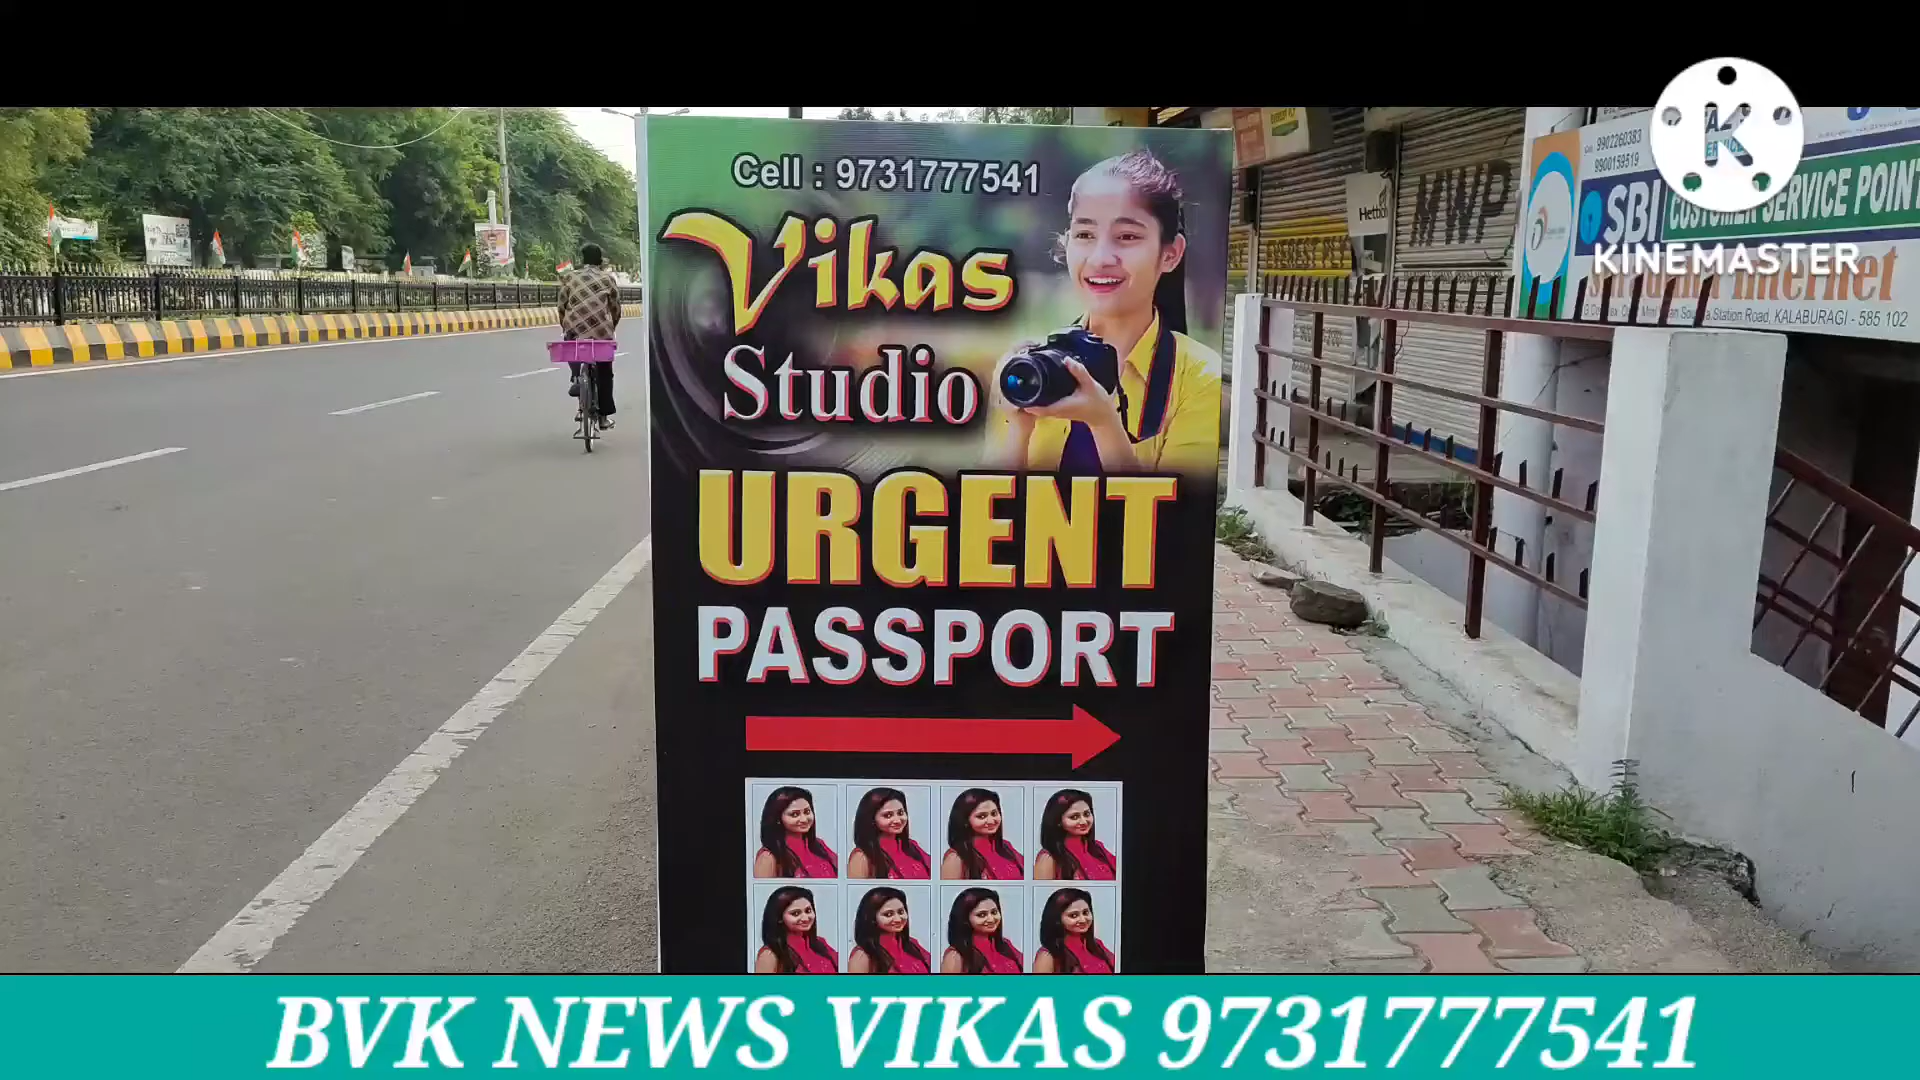 Cell : 9731777541
Vikas
Studio
URGENT
PASSPORT
9902260383
9900159519
SBI CUSTOMER SERVICE POINT
Internet
Station Road, KALABURAGI - 585 102
MWP
K
KINEMASTER
BVK NEWS VIKAS 9731777541